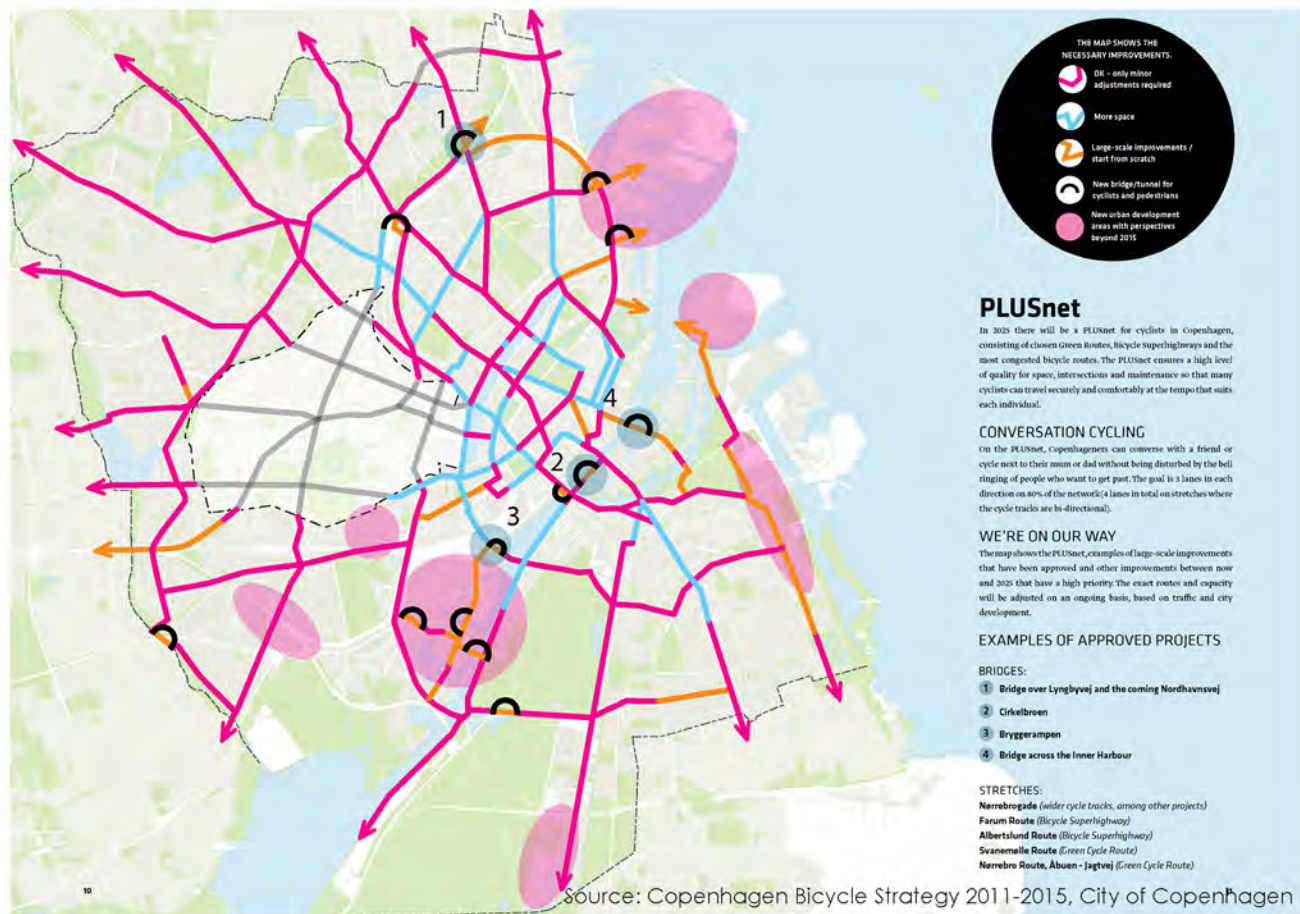 THE MAP SHOWS THE
NECESSARY IMPROVEMENTS.
OK – only minor
adjustments required
More space
Large-scale improvements /
start from scratch
New bridge/tunnel for
cyclists and pedestrians
New urban development
areas with perspectives
beyond 2015
1
4
2
3
PLUSnet
In 2025 there will be a PLUSnet for cyclists in Copenhagen,
consisting of chosen Green Routes, Bicycle Superhighways and the
most congested bicycle routes. The PLUSnet ensures a high level
of quality for space, intersections and maintenance so that many
cyclists can travel securely and comfortably at the tempo that suits
each individual.
CONVERSATION CYCLING
On the PLUSnet, Copenhageners can converse with a friend or
cycle next to their mum or dad without being disturbed by the bell
ringing of people who want to get past. The goal is 3 lanes in each
direction on 80% of the network (4 lanes in total on stretches where
the cycle tracks are bi-directional).
WE'RE ON OUR WAY
The map shows the PLUSnet, examples of large-scale improvements
that have been approved and other improvements between now
and 2025 that have a high priority. The exact routes and capacity
will be adjusted on an ongoing basis, based on traffic and city
development.
EXAMPLES OF APPROVED PROJECTS
BRIDGES:
1 Bridge over Lyngbyvej and the coming Nordhavnsvej
2 Cirkelbroen
3 Bryggerampen
4 Bridge across the Inner Harbour
STRETCHES:
Nørrebrogade (wider cycle tracks, among other projects)
Farum Route (Bicycle Superhighway)
Albertslund Route (Bicycle Superhighway)
Svanemølle Route (Green Cycle Route)
Nørrebro Route, Åbuen - Jagtvej (Green Cycle Route)
10
Source: Copenhagen Bicycle Strategy 2011-2015, City of Copenhagen